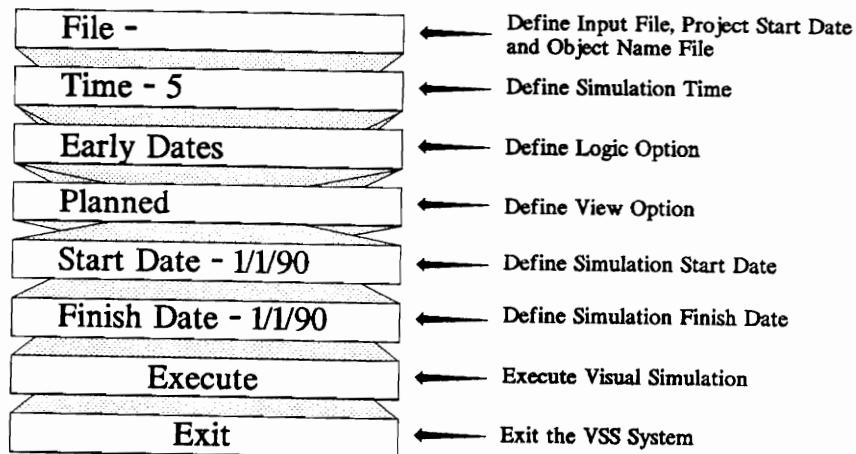 File -
Define Input File, Project Start Date
and Object Name File
Time - 5
Define Simulation Time
Early Dates
Define Logic Option
Planned
Define View Option
Start Date - 1/1/90
Define Simulation Start Date
Finish Date - 1/1/90
Define Simulation Finish Date
Execute
Execute Visual Simulation
Exit
Exit the VSS System